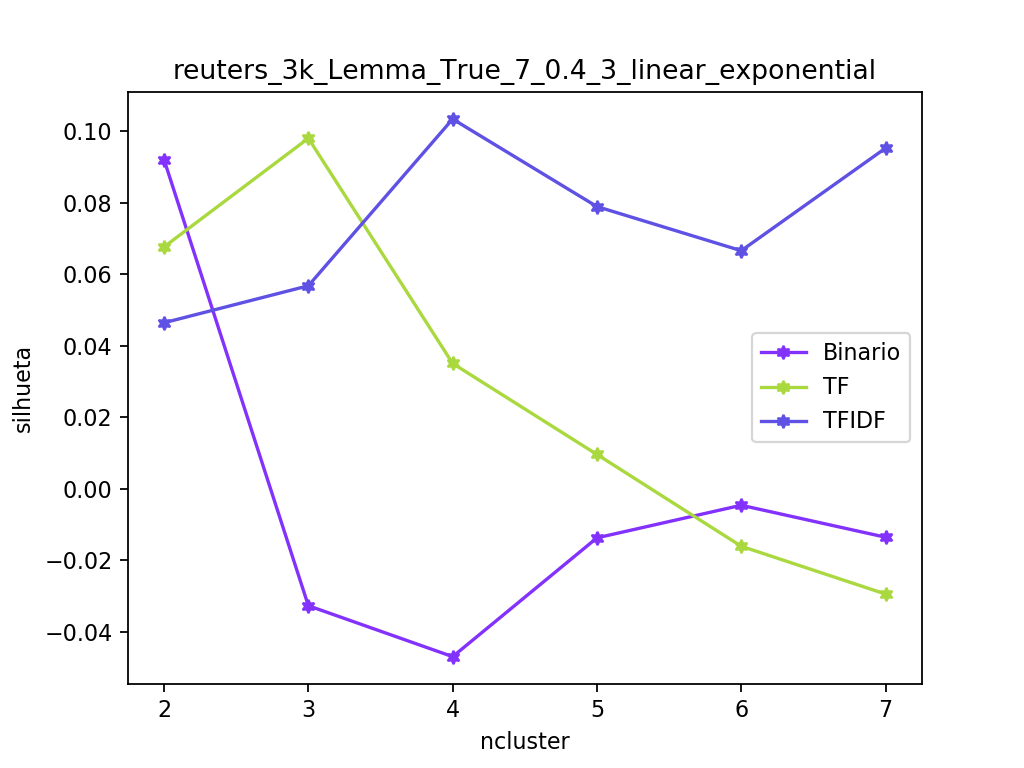 reuters_3k_Lemma_True_7_0.4_3_linear_exponential
0.10
0.08
0.06
0.04
0.02
0.00
−0.02
−0.04
silhueta
Binario
TF
TFIDF
2 3 4 5 6 7
ncluster